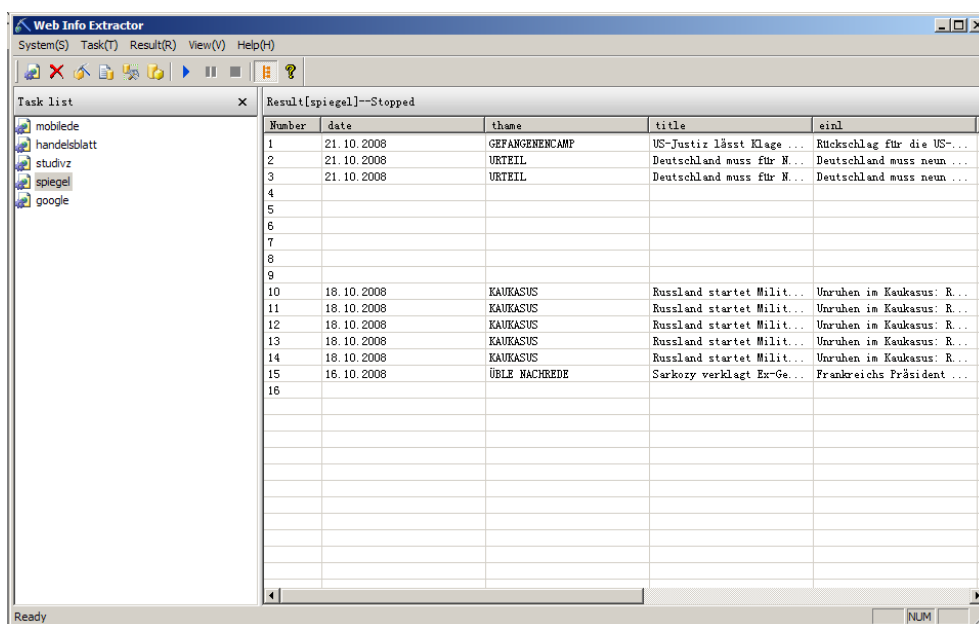 Web Info Extractor
System(S) Task(T) Result(R) View(V) Help(H)
Task list
mobilede
handelsblatt
studivz
spiegel
google
Result[spiegel]--Stopped
Number date thame title einl
1 21.10.2008 GEFANGENENCAMP US-Justiz lässt Klage ... Rückschlag für die US-...
2 21.10.2008 URTEIL Deutschland muss für N... Deutschland muss neun ...
3 21.10.2008 URTEIL Deutschland muss für N... Deutschland muss neun ...
4
5
6
7
8
9
10 18.10.2008 KAUKASUS Russland startet Milit... Unruhen im Kaukasus: R...
11 18.10.2008 KAUKASUS Russland startet Milit... Unruhen im Kaukasus: R...
12 18.10.2008 KAUKASUS Russland startet Milit... Unruhen im Kaukasus: R...
13 18.10.2008 KAUKASUS Russland startet Milit... Unruhen im Kaukasus: R...
14 18.10.2008 KAUKASUS Russland startet Milit... Unruhen im Kaukasus: R...
15 16.10.2008 ÜBLE NACHREDE Sarkozy verklagt Ex-Ge... Frankreichs Präsident ...
16
Ready NUM